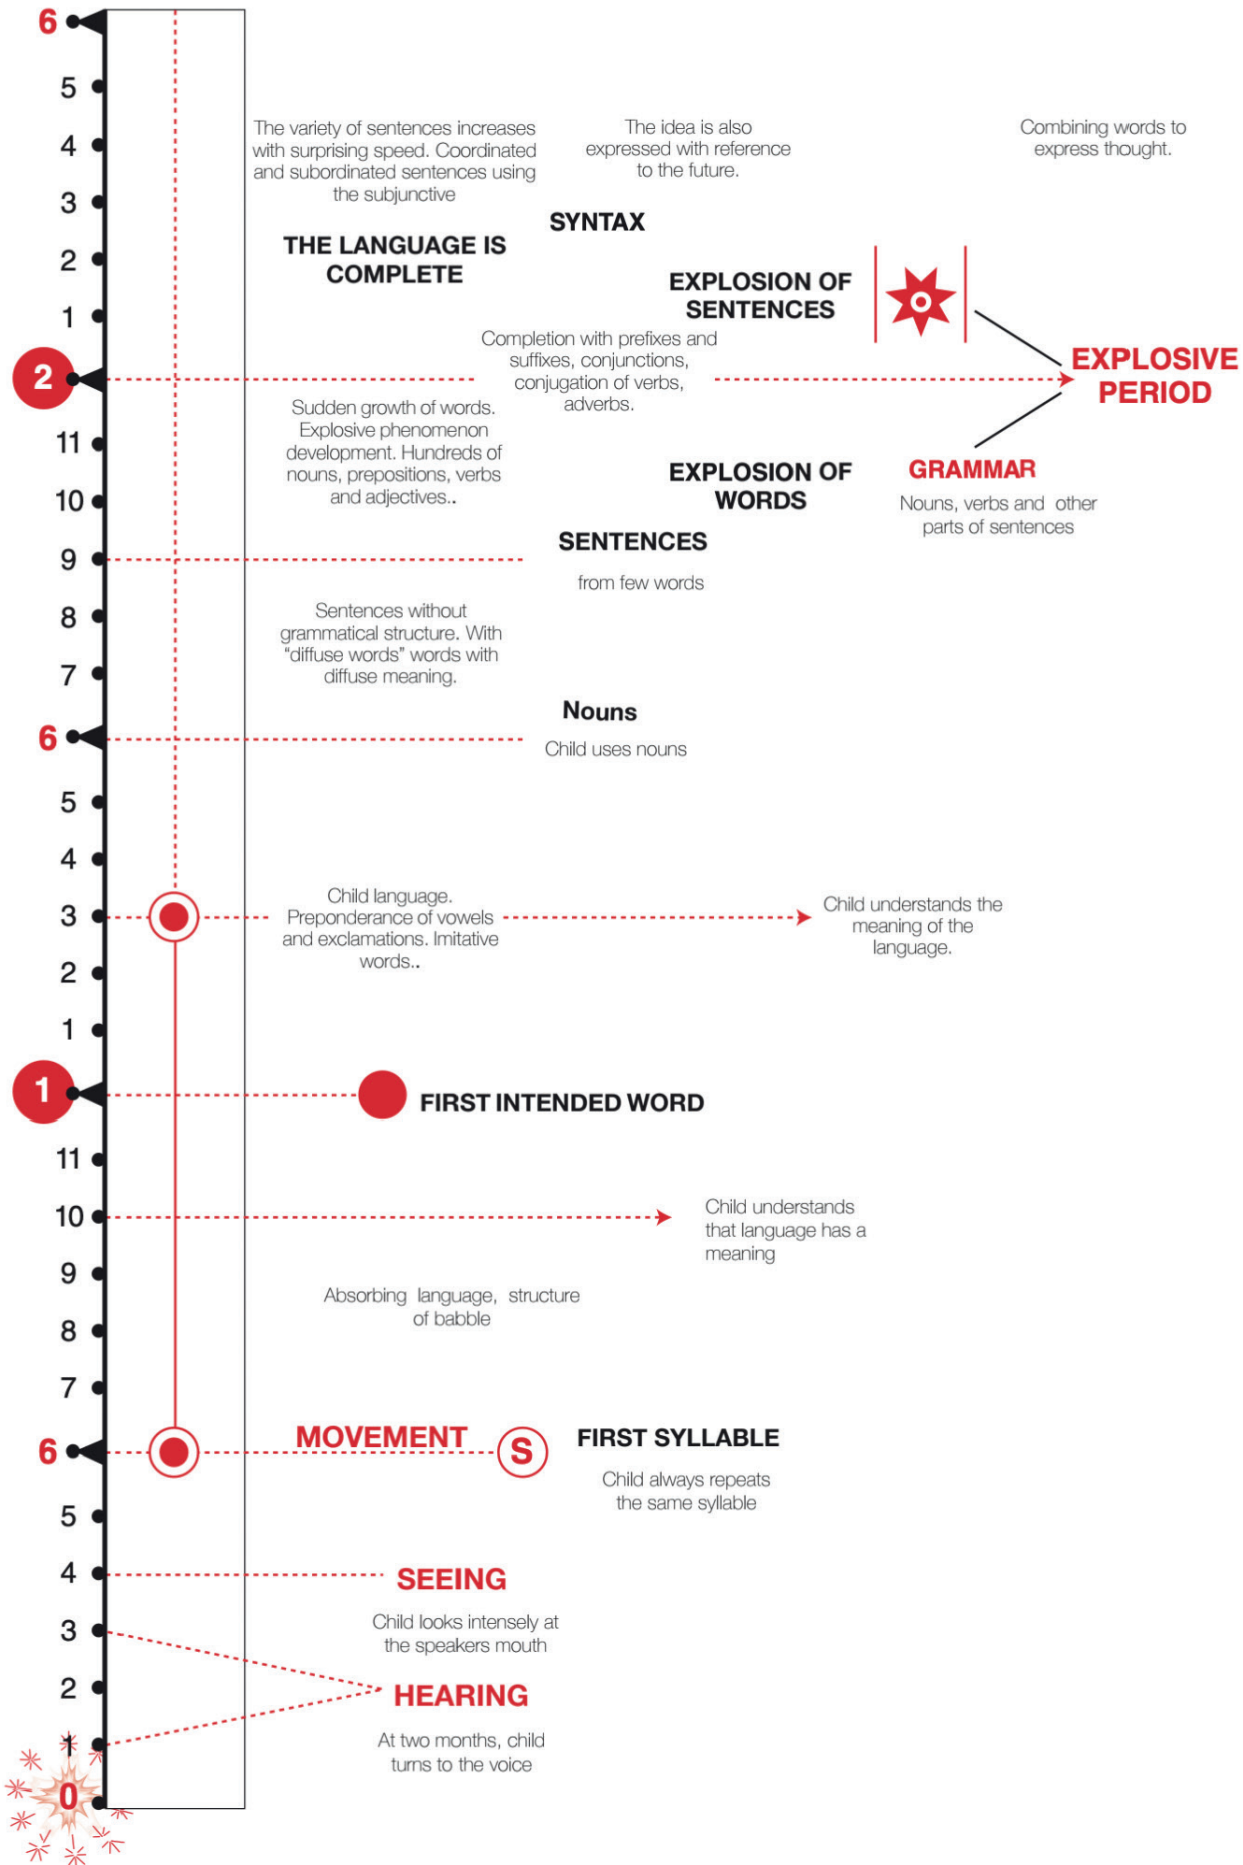 6
5
The variety of sentences increases
with surprising speed. Coordinated
and subordinated sentences using
the subjunctive
The idea is also
expressed with reference
to the future.
Combining words to
express thought.
4
3
SYNTAX
THE LANGUAGE IS
COMPLETE
2
EXPLOSION OF
SENTENCES
1
Completion with prefixes and
suffixes, conjunctions,
conjugation of verbs,
adverbs.
EXPLOSIVE
PERIOD
2
Sudden growth of words.
Explosive phenomenon
development. Hundreds of
nouns, prepositions, verbs
and adjectives..
11
EXPLOSION OF
WORDS
GRAMMAR
Nouns, verbs and other
parts of sentences
10
SENTENCES
9
from few words
Sentences without
grammatical structure. With
“diffuse words” words with
diffuse meaning.
8
7
Nouns
6
Child uses nouns
5
4
Child language.
Preponderance of vowels
and exclamations. Imitative
words..
Child understands the
meaning of the
language.
3
2
1
1
FIRST INTENDED WORD
11
10
Child understands
that language has a
meaning
9
Absorbing language, structure
of babble
8
7
6
MOVEMENT
S
FIRST SYLLABLE
Child always repeats
the same syllable
5
4
SEEING
Child looks intensely at
the speakers mouth
3
2
HEARING
At two months, child
turns to the voice
1
0